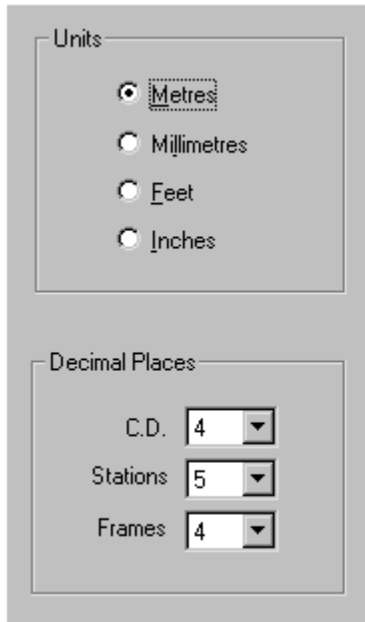 Units
Metres
Millimetres
Feet
Inches
Decimal Places
C.D. 4
Stations 5
Frames 4